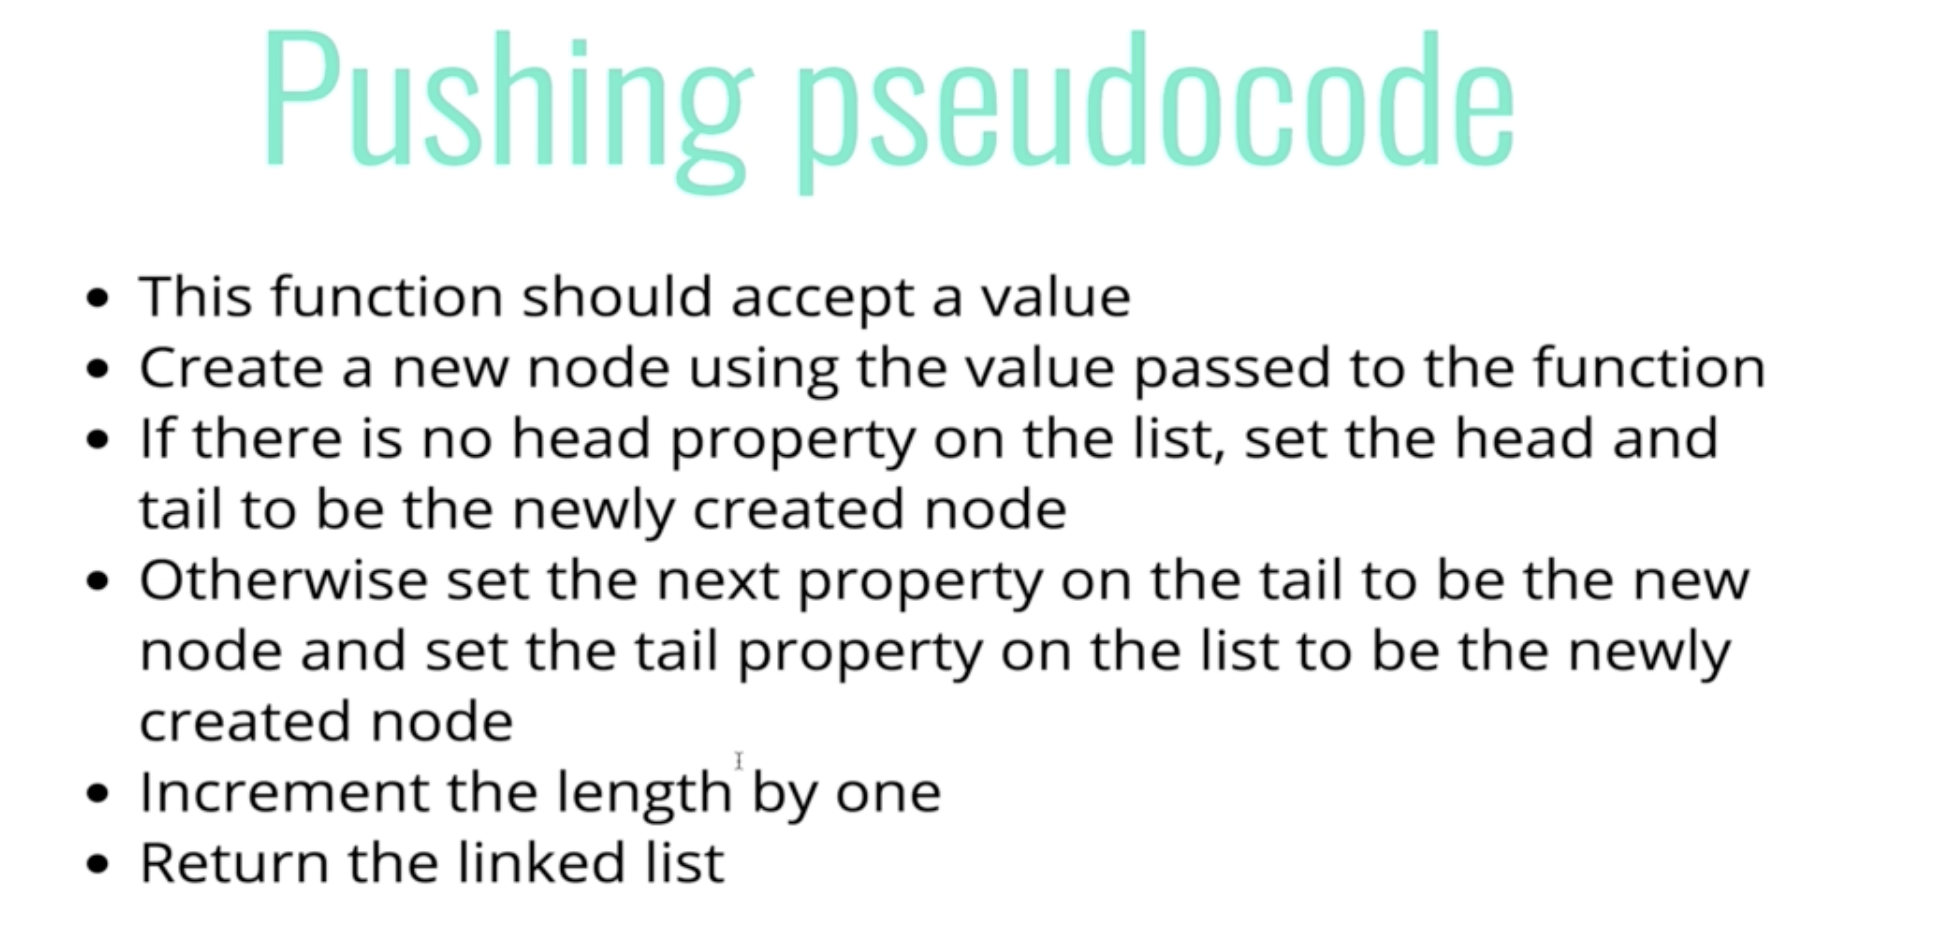 Pushing pseudocode
• This function should accept a value
• Create a new node using the value passed to the function
• If there is no head property on the list, set the head and
tail to be the newly created node
• Otherwise set the next property on the tail to be the new
node and set the tail property on the list to be the newly
created node
• Increment the length by one
• Return the linked list